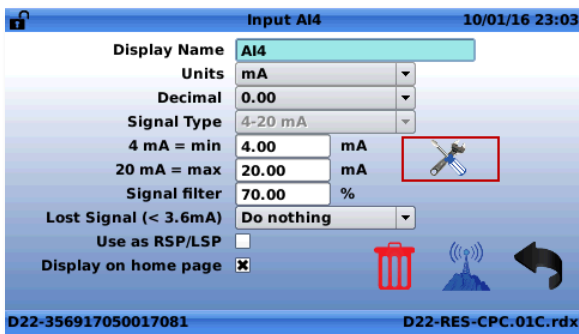 Input AI4 10/01/16 23:03
Display Name AI4
Units mA
Decimal 0.00
Signal Type 4-20 mA
4 mA = min 4.00 mA
20 mA = max 20.00 mA
Signal filter 70.00 %
Lost Signal (< 3.6mA) Do nothing
Use as RSP/LSP
Display on home page
D22-356917050017081 D22-RES-CPC.01C.rdx